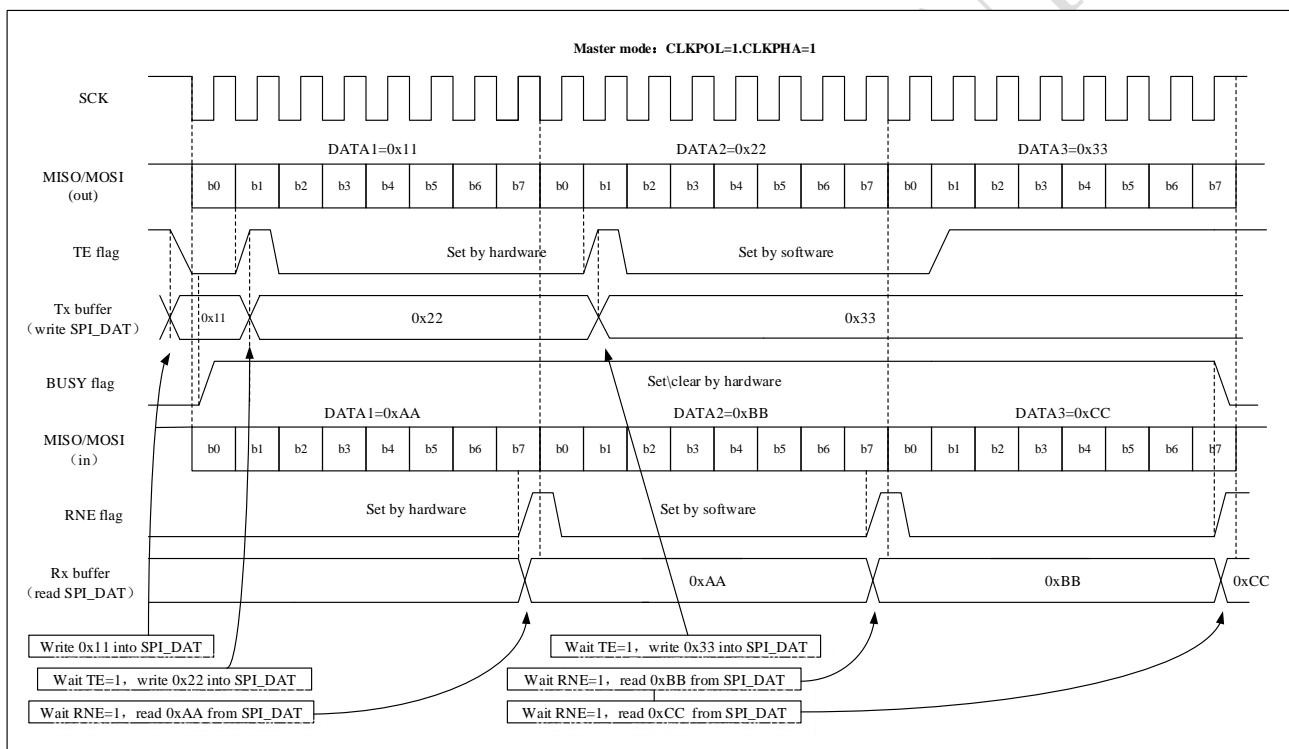 Master mode：CLKPOL=1.CLKPHA=1
SCK
DATA1=0x11 DATA2=0x22 DATA3=0x33
MISO/MOSI
(out)
b0 b1 b2 b3 b4 b5 b6 b7 b0 b1 b2 b3 b4 b5 b6 b7 b0 b1 b2 b3 b4 b5 b6 b7
TE flag
Set by hardware Set by software
Tx buffer
（write SPI_DAT）
0x11 0x22 0x33
BUSY flag
Set\clear by hardware
DATA1=0xAA DATA2=0xBB DATA3=0xCC
MISO/MOSI
（in）
b0 b1 b2 b3 b4 b5 b6 b7 b0 b1 b2 b3 b4 b5 b6 b7 b0 b1 b2 b3 b4 b5 b6 b7
RNE flag
Set by hardware Set by software
Rx buffer
（read SPI_DAT）
0xAA 0xBB 0xCC
Write 0x11 into SPI_DAT
Wait TE=1，write 0x33 into SPI_DAT
Wait TE=1，write 0x22 into SPI_DAT
Wait RNE=1，read 0xBB from SPI_DAT
Wait RNE=1，read 0xAA from SPI_DAT
Wait RNE=1，read 0xCC from SPI_DAT